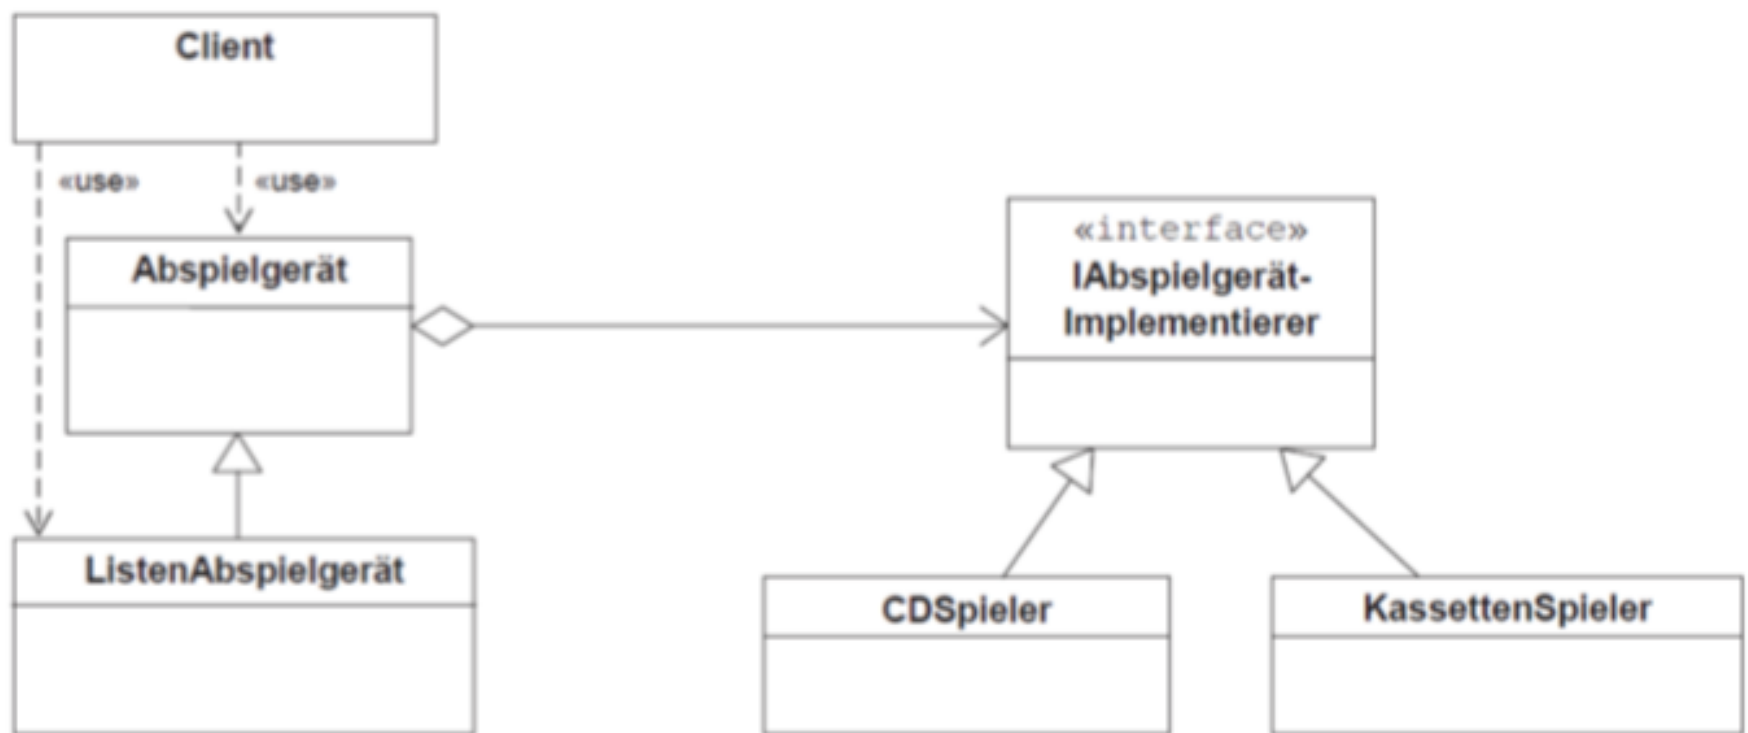 Client
«use»
«use»
Abspielgerät
«interface»
IAbspielgerät-
Implementierer
ListenAbspielgerät
CDSpieler
KassettenSpieler